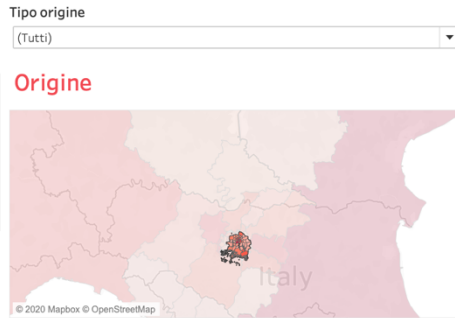 Tipo origine
(Tutti)
Origine
Italy
© 2020 Mapbox © OpenStreetMap